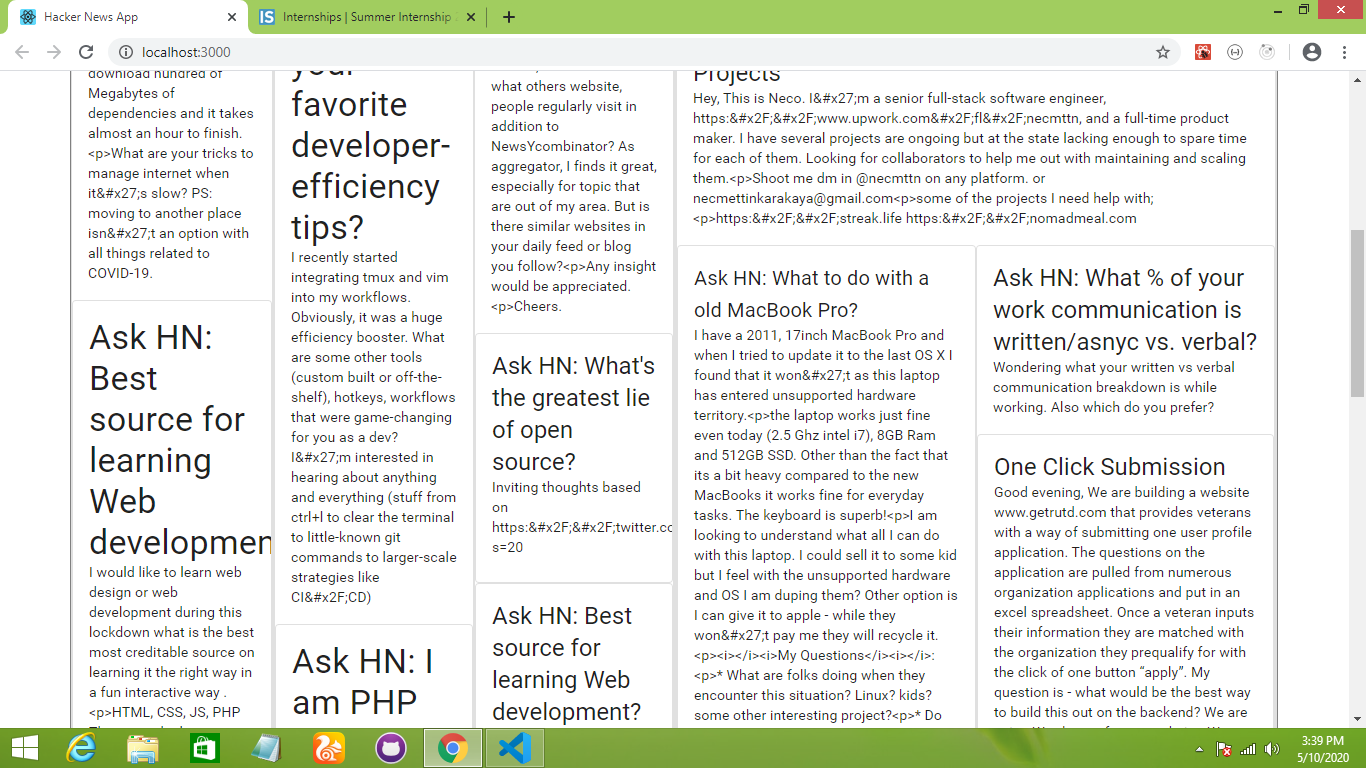 Hacker News App
Internships | Summer Internship
localhost:3000
download hundred of
Megabytes of
dependencies and it takes
almost an hour to finish.
<p>What are your tricks to
manage internet when
it&#x27;s slow? PS:
moving to another place
isn&#x27;t an option with
all things related to
COVID-19.
Ask HN:
Best
source for
learning
Web
developmen
I would like to learn web
design or web
development during this
lockdown what is the best
most creditable source on
learning it the right way in
a fun interactive way .
<p>HTML, CSS, JS, PHP
your
favorite
developer-
efficiency
tips?
I recently started
integrating tmux and vim
into my workflows.
Obviously, it was a huge
efficiency booster. What
are some other tools
(custom built or off-the-
shelf), hotkeys, workflows
that were game-changing
for you as a dev?
I&#x27;m interested in
hearing about anything
and everything (stuff from
ctrl+l to clear the terminal
to little-known git
commands to larger-scale
strategies like
CI&#x2F;CD)
Ask HN: I
am PHP
what others website,
people regularly visit in
addition to
NewsYcombinator? As
aggregator, I finds it great,
especially for topic that
are out of my area. But is
there similar websites in
your daily feed or blog
you follow?<p>Any insight
would be appreciated.
<p>Cheers.
Ask HN: What's
the greatest lie
of open
source?
Inviting thoughts based
on
https:&#x2F;&#x2F;twitter.co
s=20
Ask HN: Best
source for
learning Web
development?
Projects
Hey, This is Neco. I&#x27;m a senior full-stack software engineer,
https:&#x2F;&#x2F;www.upwork.com&#x2F;fl&#x2F;necmttn, and a full-time product
maker. I have several projects are ongoing but at the state lacking enough to spare time
for each of them. Looking for collaborators to help me out with maintaining and scaling
them.<p>Shoot me dm in @necmttn on any platform. or
necmettinkarakaya@gmail.com<p>some of the projects I need help with;
<p>https:&#x2F;&#x2F;streak.life https:&#x2F;&#x2F;nomadmeal.com
Ask HN: What to do with a
old MacBook Pro?
I have a 2011, 17inch MacBook Pro and
when I tried to update it to the last OS X I
found that it won&#x27;t as this laptop
has entered unsupported hardware
territory.<p>the laptop works just fine
even today (2.5 Ghz intel i7), 8GB Ram
and 512GB SSD. Other than the fact that
its a bit heavy compared to the new
MacBooks it works fine for everyday
tasks. The keyboard is superb!<p>I am
looking to understand what all I can do
with this laptop. I could sell it to some kid
but I feel with the unsupported hardware
and OS I am duping them? Other option is
I can give it to apple - while they
won&#x27;t pay me they will recycle it.
<p><i></i><i>My Questions</i><i></i>:
<p>* What are folks doing when they
encounter this situation? Linux? kids?
some other interesting project?<p>* Do
Ask HN: What % of your
work communication is
written/asnyc vs. verbal?
Wondering what your written vs verbal
communication breakdown is while
working. Also which do you prefer?
One Click Submission
Good evening, We are building a website
www.getrutd.com that provides veterans
with a way of submitting one user profile
application. The questions on the
application are pulled from numerous
organization applications and put in an
excel spreadsheet. Once a veteran inputs
their information they are matched with
the organization they prequalify for with
the click of one button “apply”. My
question is - what would be the best way
to build this out on the backend? We are
3:39 PM
5/10/2020